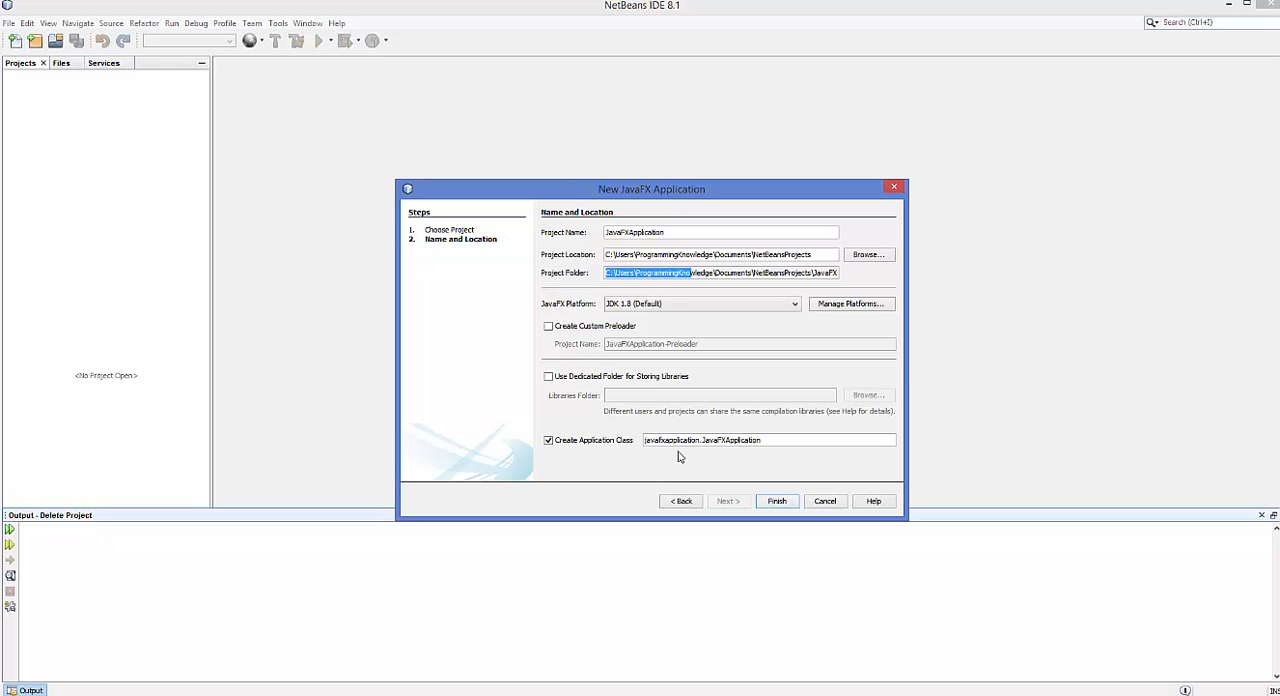 NetBeans IDE 8.1
File Edit View Navigate Source Refactor Run Debug Profile Team Tools Window Help
Search (Ctrl+I)
Projects Files Services
<No Project Open>
New JavaFX Application
Steps
1. Choose Project
2. Name and Location
Name and Location
Project Name: JavaFXApplication
Project Location: C:\Users\ProgrammingKnowledge\Documents\NetBeansProjects Browse...
Project Folder: C:\Users\ProgrammingKnowledge\Documents\NetBeansProjects\JavaFX
JavaFX Platform: JDK 1.8 (Default) Manage Platforms...
Create Custom Preloader
Project Name: JavaFXApplication-Preloader
Use Dedicated Folder for Storing Libraries
Libraries Folder: Browse...
Different users and projects can share the same compilation libraries (see Help for details).
Create Application Class javafxapplication.JavaFXApplication
< Back Next > Finish Cancel Help
Output - Delete Project
Output
INS